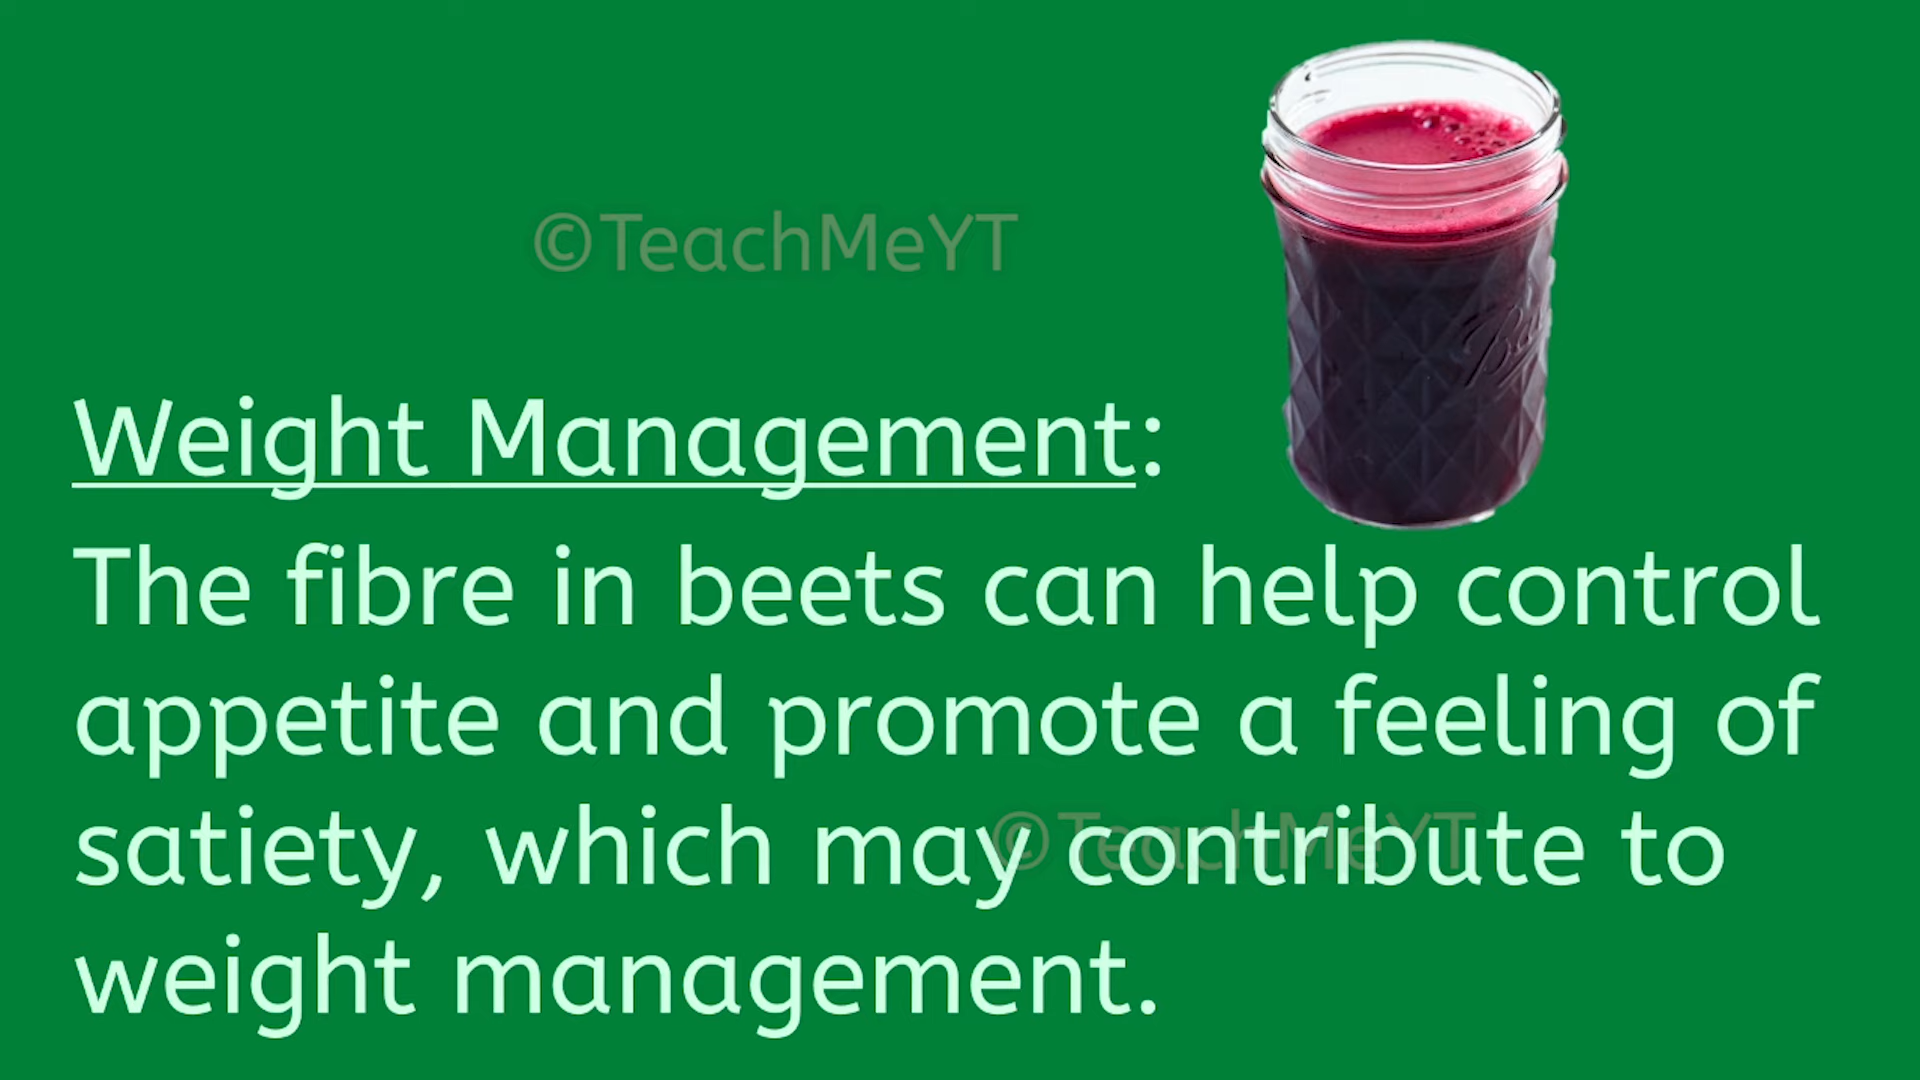 ©TeachMeYT
Weight Management:
The fibre in beets can help control
appetite and promote a feeling of
satiety, which may contribute to
weight management.
©TeachMeYT